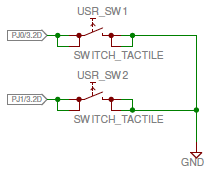 USR_SW1
PJ0/3.2D
SWITCH_TACTILE
USR_SW2
PJ1/3.2D
SWITCH_TACTILE
GND